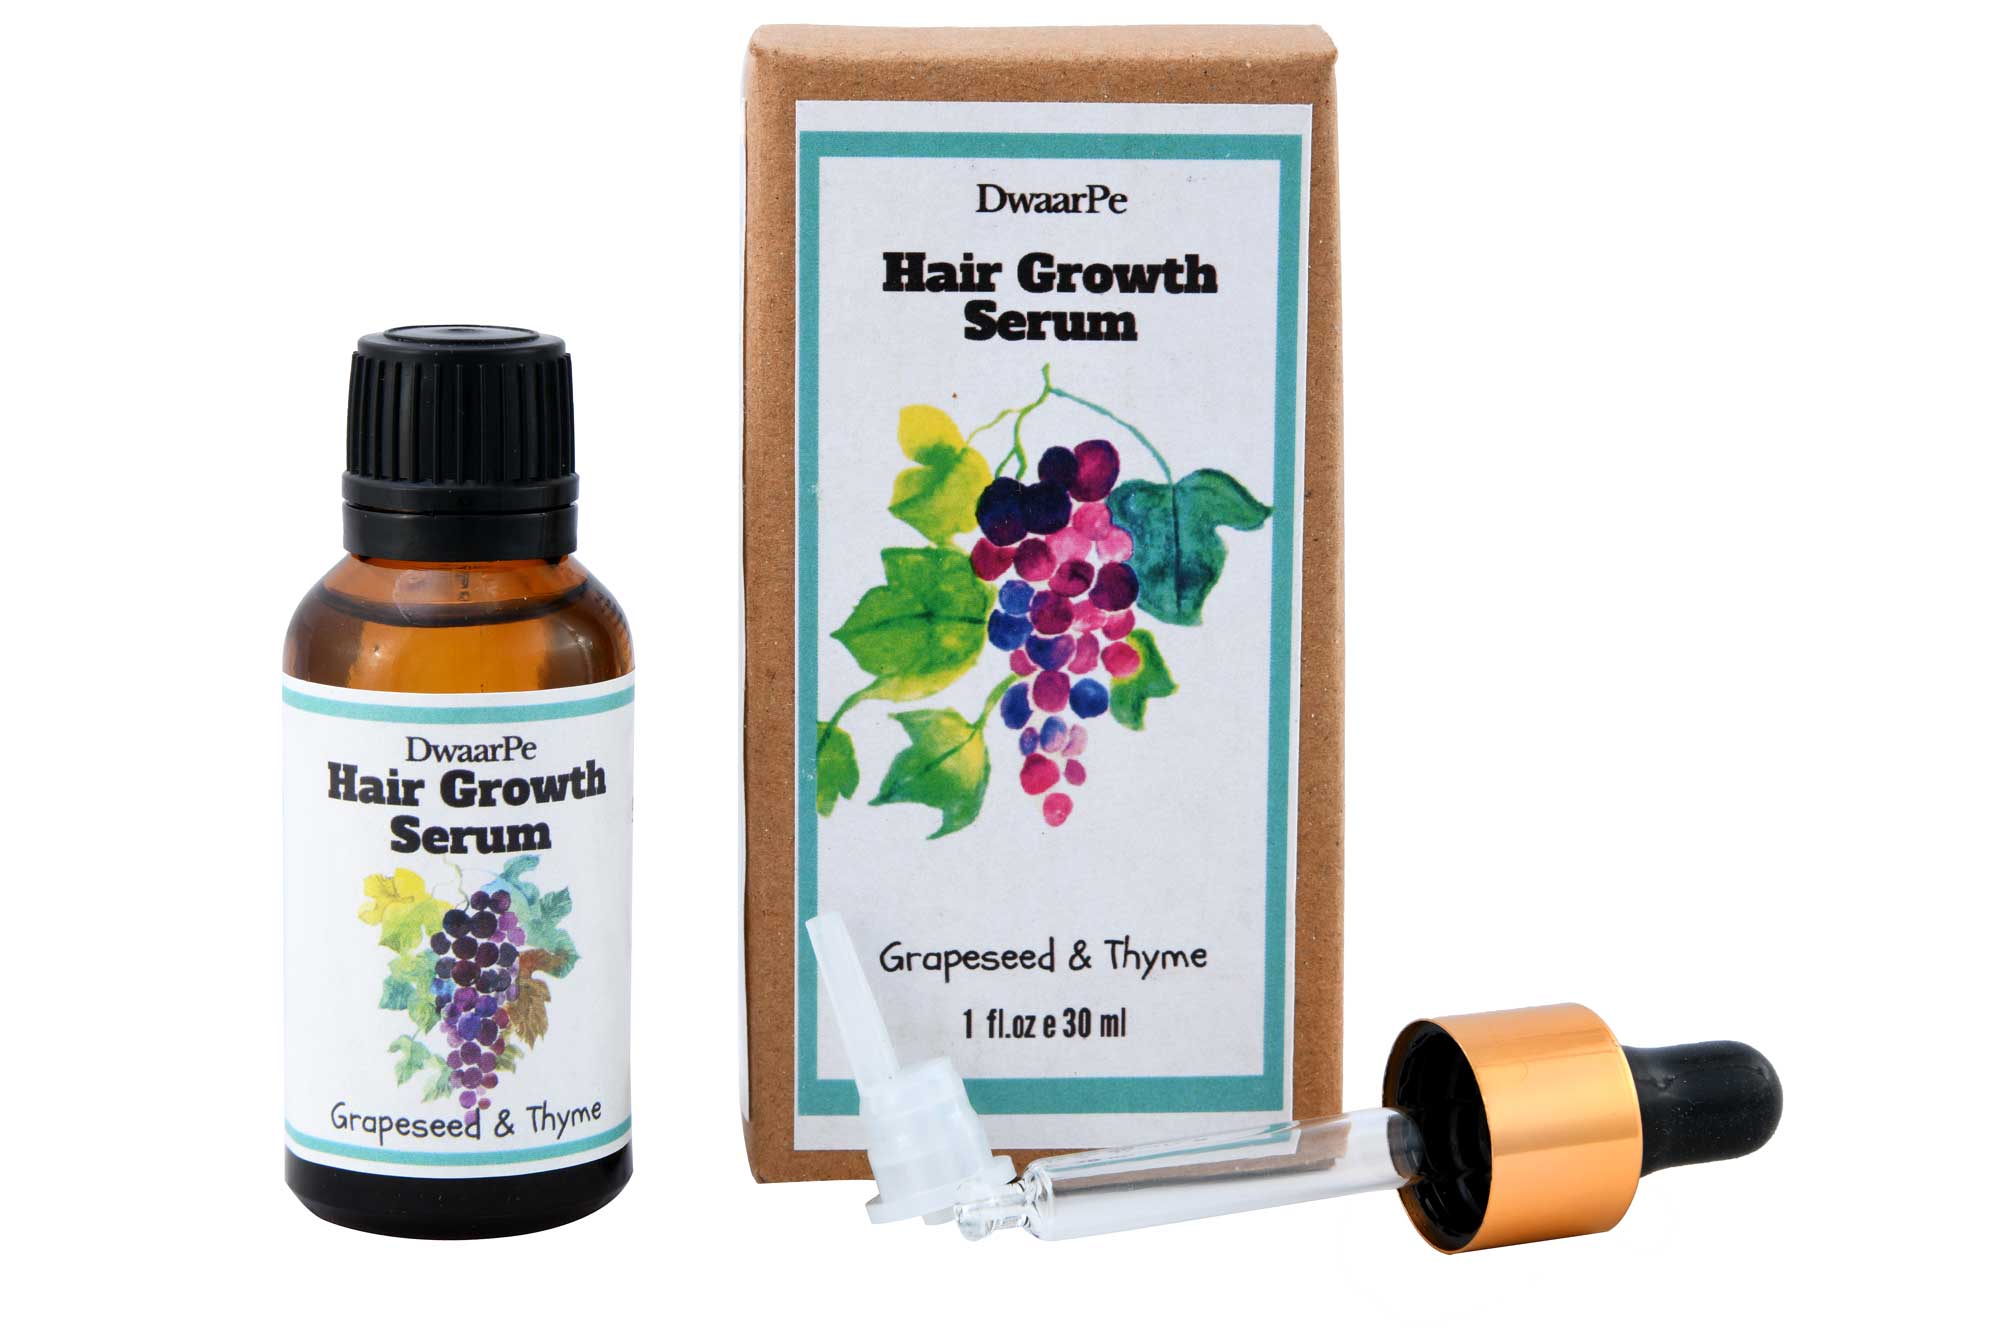 DwaarPe
Hair Growth
Serum
Grapeseed & Thyme
DwaarPe
Hair Growth
Serum
Grapeseed & Thyme
1 fl.oz e 30 ml